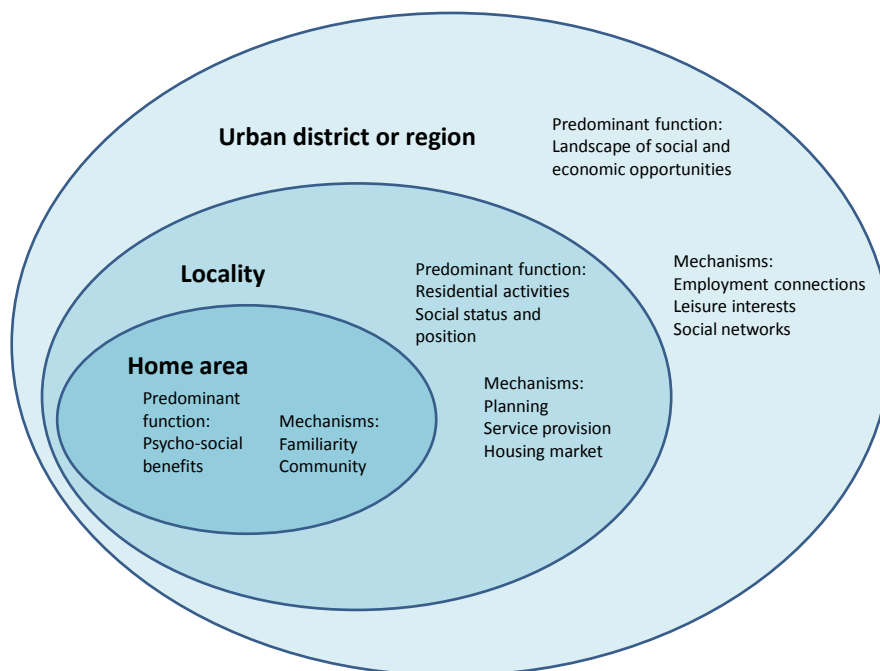 Urban district or region
Predominant function:
Landscape of social and
economic opportunities
Mechanisms:
Employment connections
Leisure interests
Social networks
Locality
Predominant function:
Residential activities
Social status and
position
Mechanisms:
Planning
Service provision
Housing market
Home area
Predominant
function:
Psycho-social
benefits
Mechanisms:
Familiarity
Community